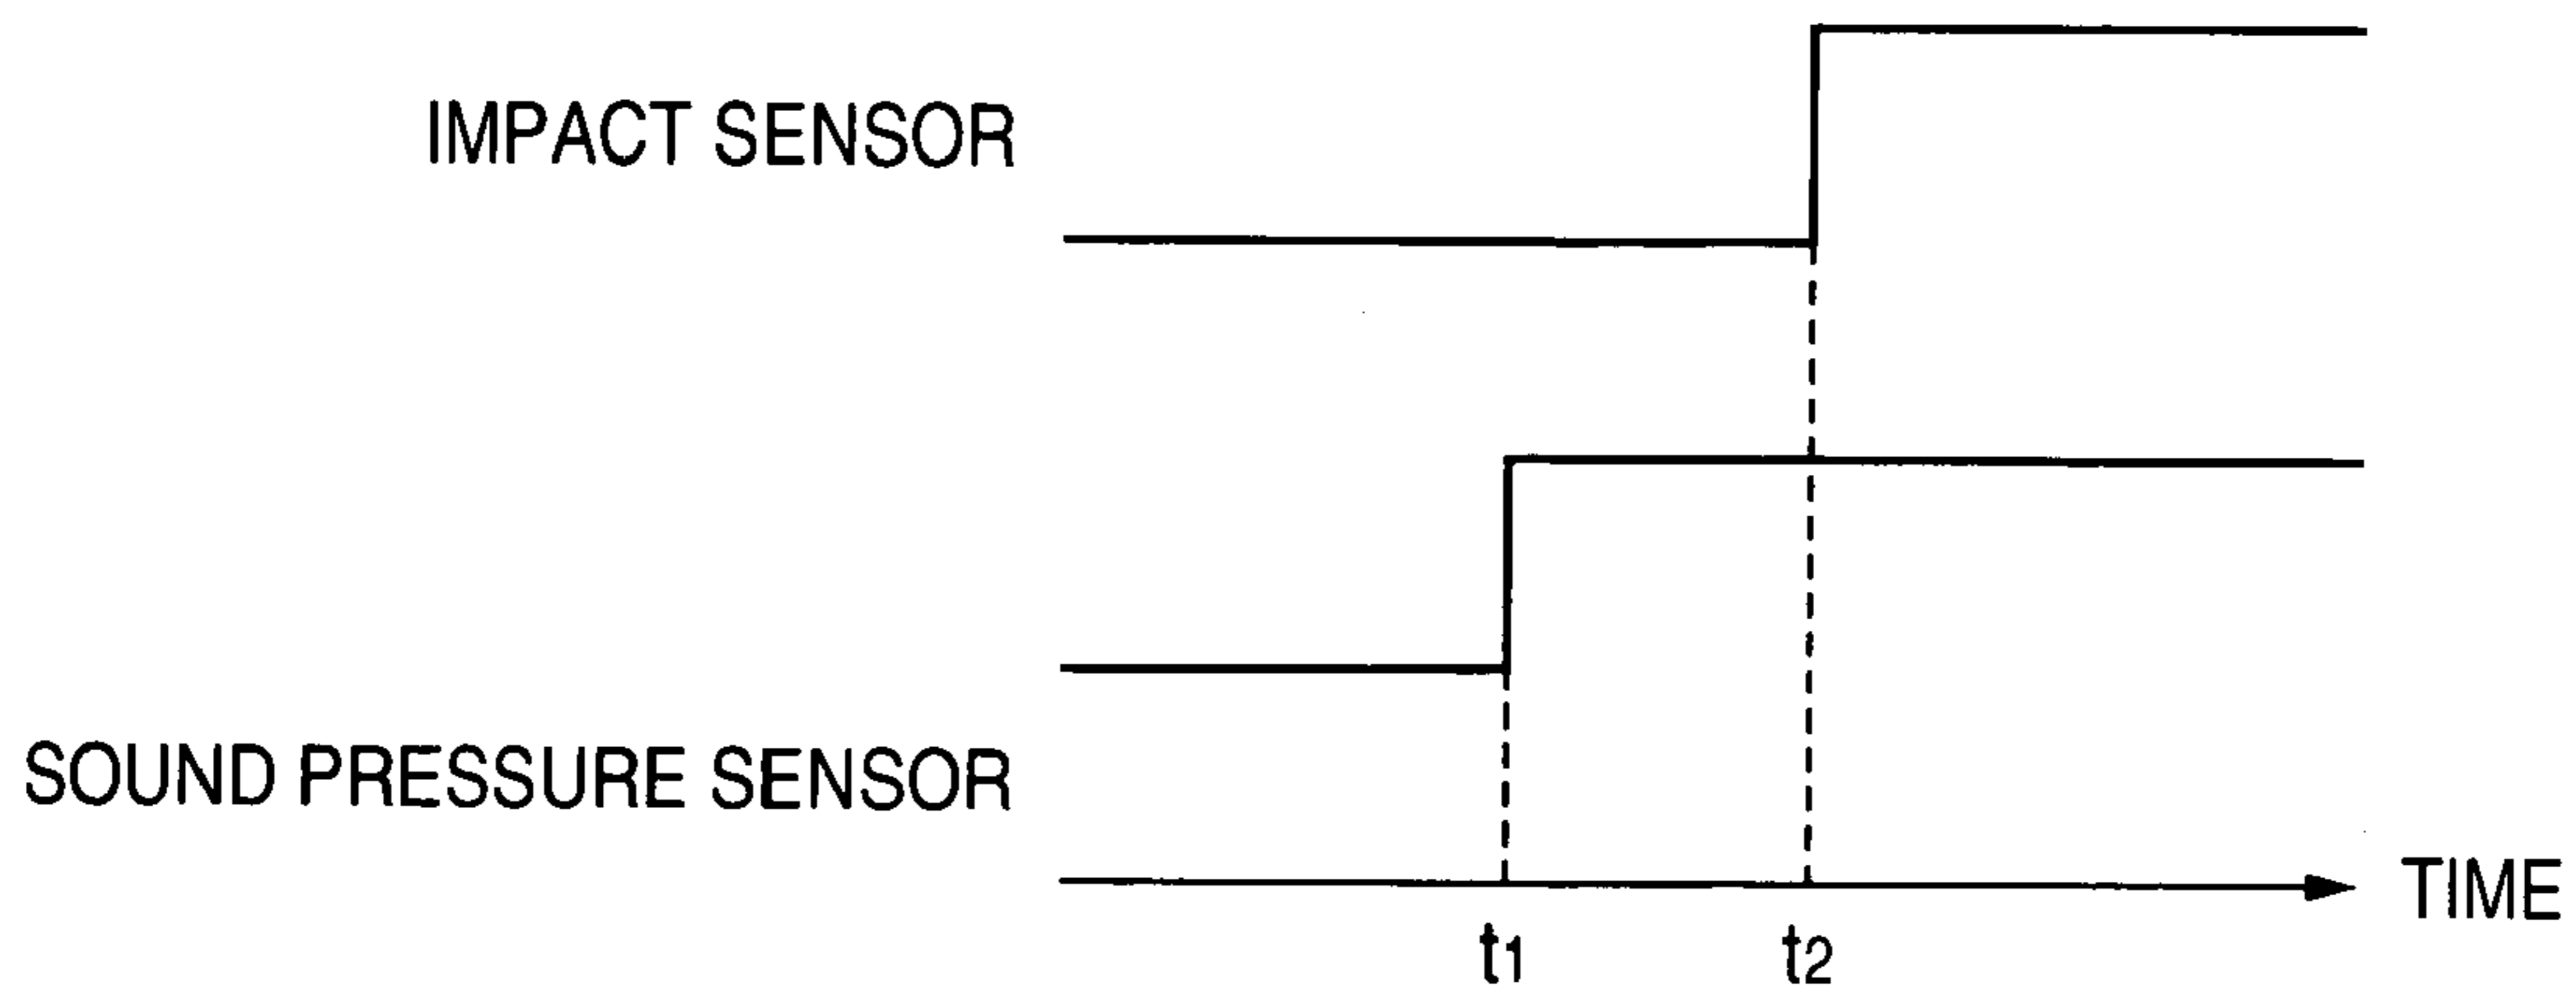 IMPACT SENSOR
SOUND PRESSURE SENSOR
TIME
t1
t2